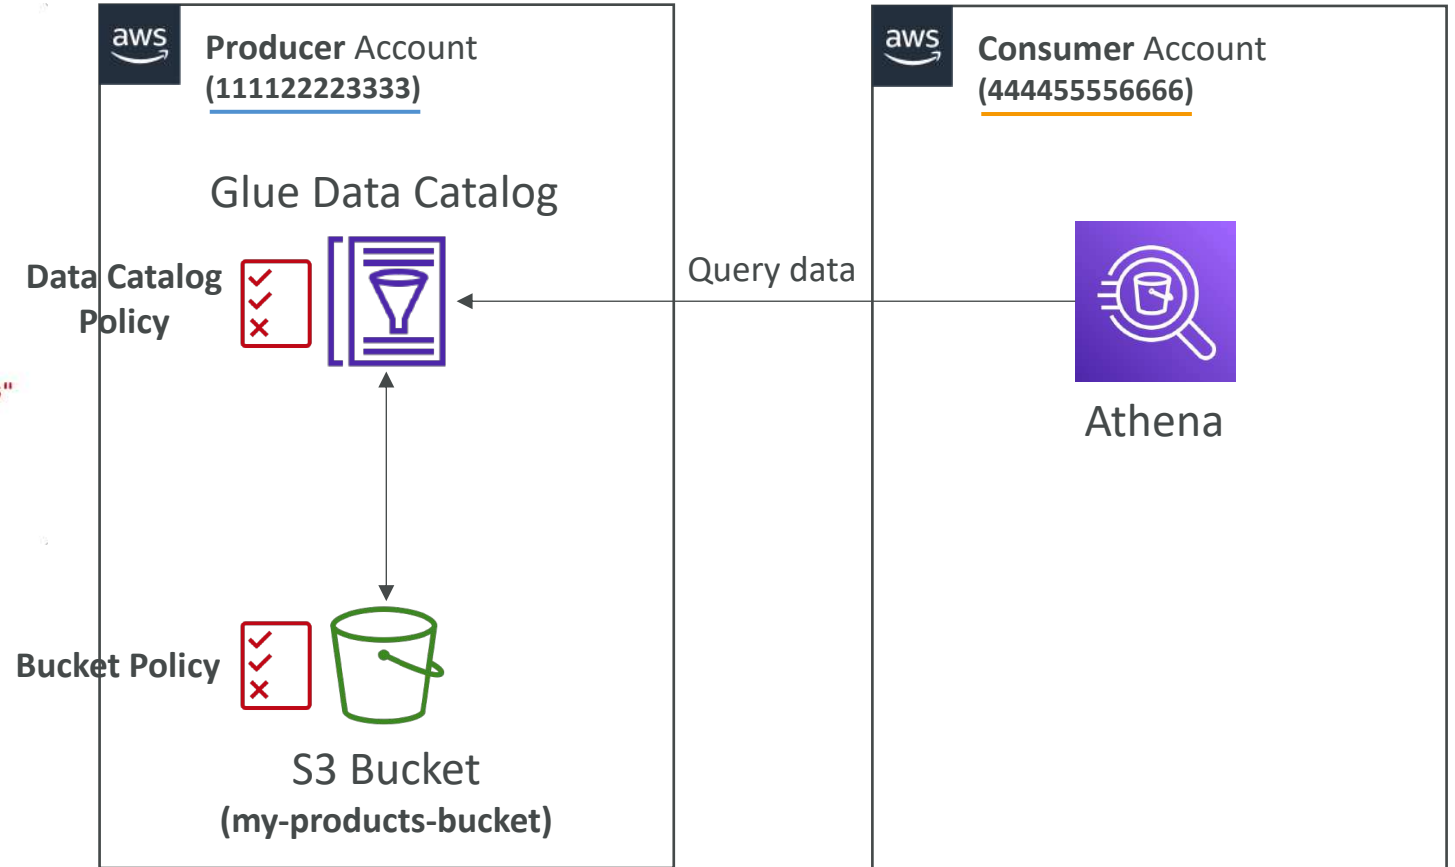 aws
Producer Account
(111122223333)
aws
Consumer Account
(444455556666)
Glue Data Catalog
Data Catalog
Policy
Query data
Athena
Bucket Policy
S3 Bucket
(my-products-bucket)